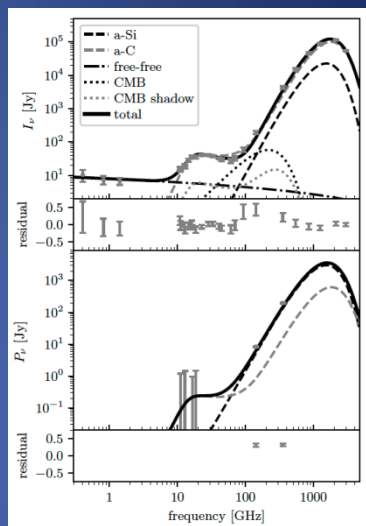 a-Si
a-C
free-free
CMB
CMB shadow
total
10⁵
10⁴
10³
10²
10¹
10⁰
I_ν [Jy]
0.5
0.0
−0.5
residual
10³
10²
10¹
10⁰
10⁻¹
P_ν [Jy]
0.5
0.0
−0.5
residual
1 10 100 1000
frequency [GHz]